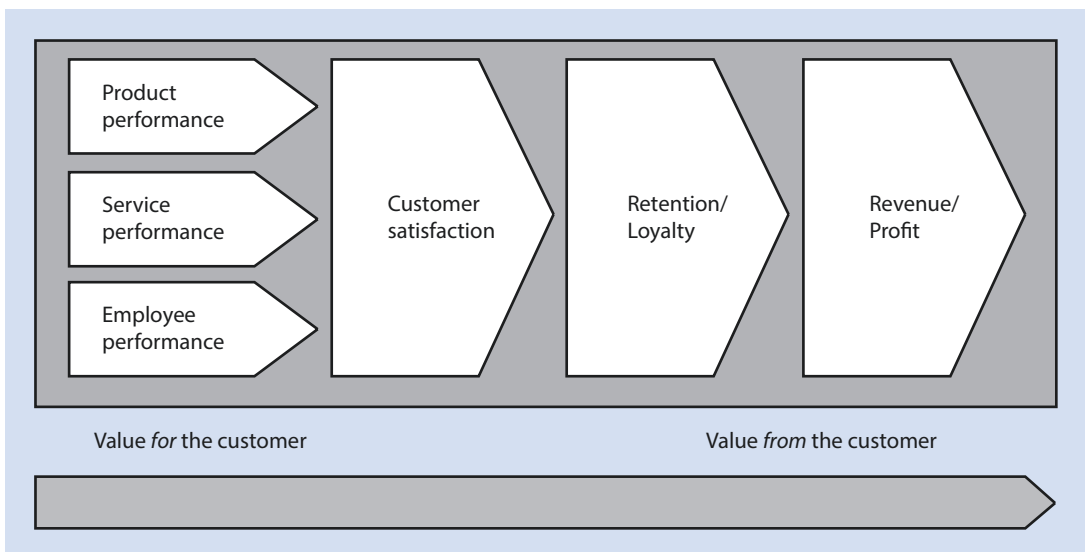 Product
performance
Service
performance
Employee
performance
Customer
satisfaction
Retention/
Loyalty
Revenue/
Profit
Value for the customer
Value from the customer